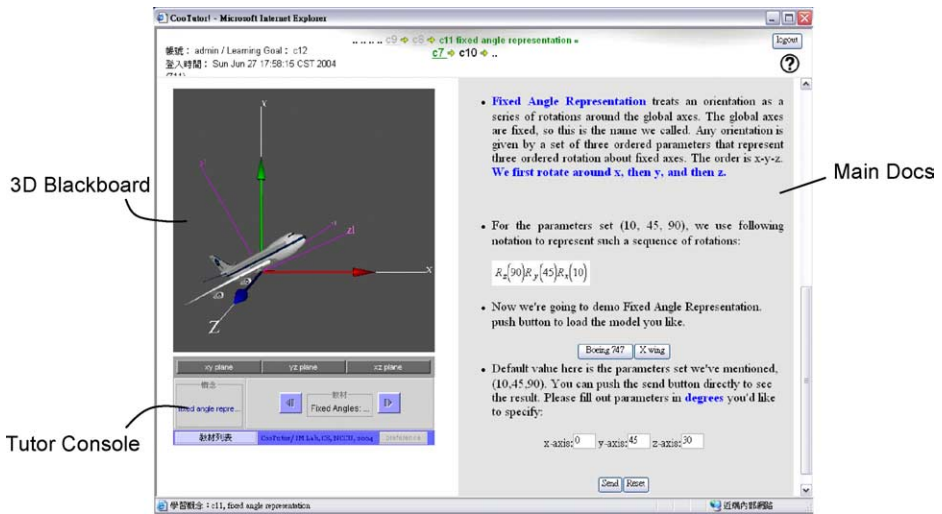 CooTutor! - Microsoft Internet Explorer
帳號： admin / Learning Goal： c12
登入時間： Sun Jun 27 17:58:15 CST 2004
.. .. .. .. c9 c8 c11 fixed angle representation «
c7 c10 ..
logout
3D Blackboard
Tutor Console
Main Docs
x
Z
z1
• Fixed Angle Representation treats an orientation as a
series of rotations around the global axes. The global axes
are fixed, so this is the name we called. Any orientation is
given by a set of three ordered parameters that represent
three ordered rotation about fixed axes. The order is x-y-z.
We first rotate around x, then y, and then z.
• For the parameters set (10, 45, 90), we use following
notation to represent such a sequence of rotations:
Rz(90)Ry(45)Rx(10)
• Now we're going to demo Fixed Angle Representation.
push button to load the model you like.
Boeing 747 X wing
• Default value here is the parameters set we've mentioned,
(10,45,90). You can push the send button directly to see
the result. Please fill out parameters in degrees you'd like
to specify:
x-axis: 0 y-axis: 45 z-axis: 30
Send Reset
xy plane yz plane xz plane
概念
fixed angle repre...
教材
Fixed Angles: ...
教材列表
CooTutor/ IM Lab, CS, NCCU, 2004
學習概念：c11, fixed angle representation
近端內部網路